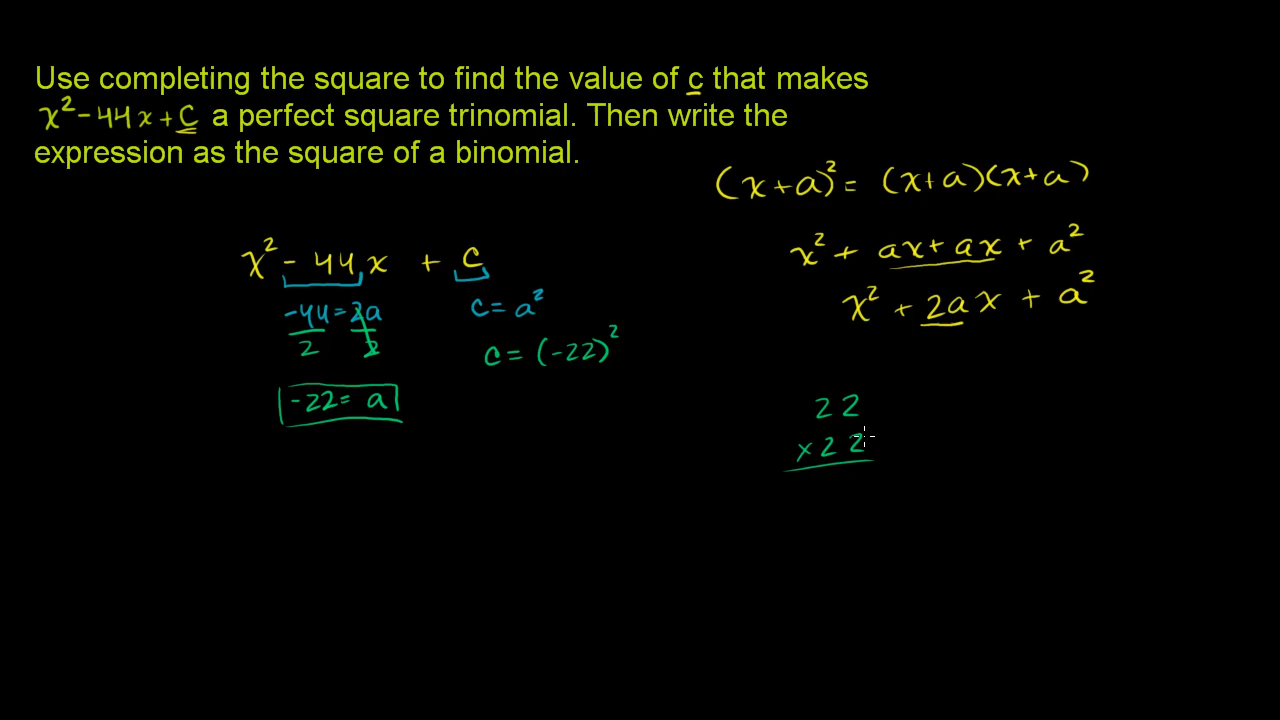 Use completing the square to find the value of c that makes
x² - 44x + c a perfect square trinomial. Then write the
expression as the square of a binomial.
(x+a)² = (x+a)(x+a)
x² + ax + ax + a²
x² + 2ax + a²
x² - 44x + c
-44 = 2a
2 2
-22 = a
c = a²
c = (-22)²
22
×22